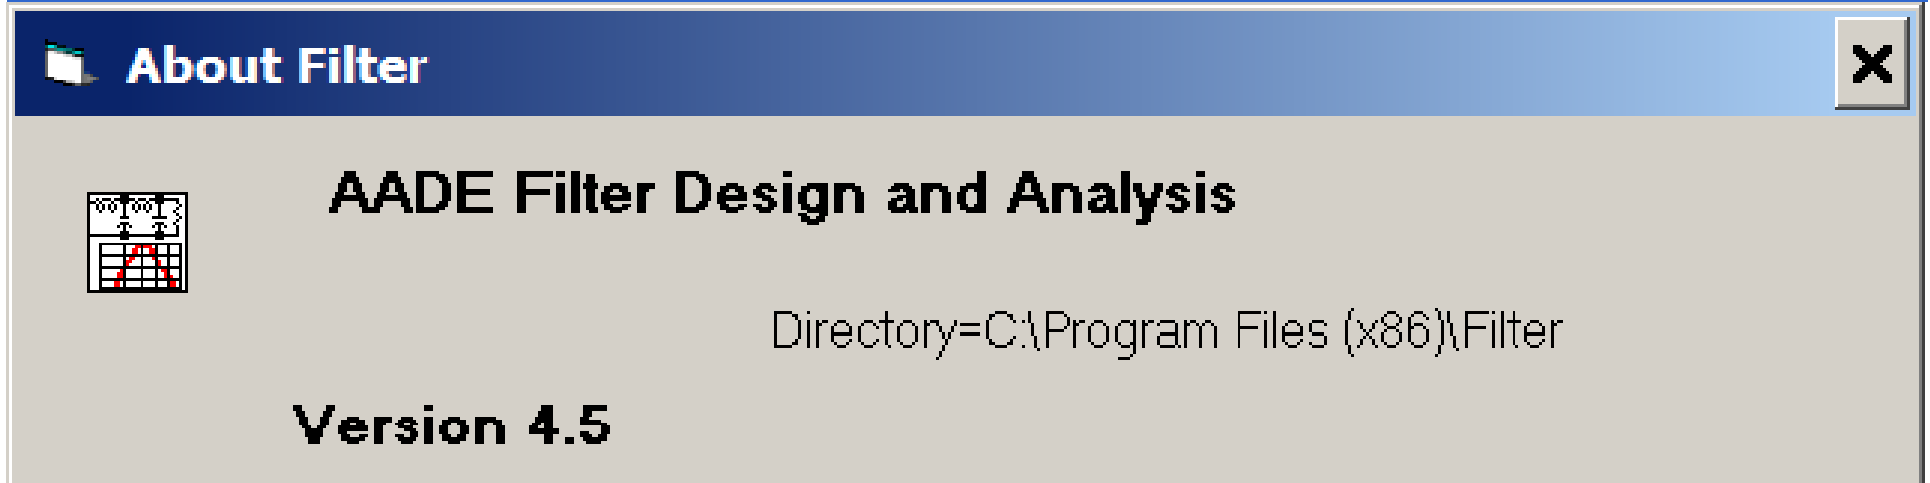 About Filter
AADE Filter Design and Analysis
Directory=C:\Program Files (x86)\Filter
Version 4.5